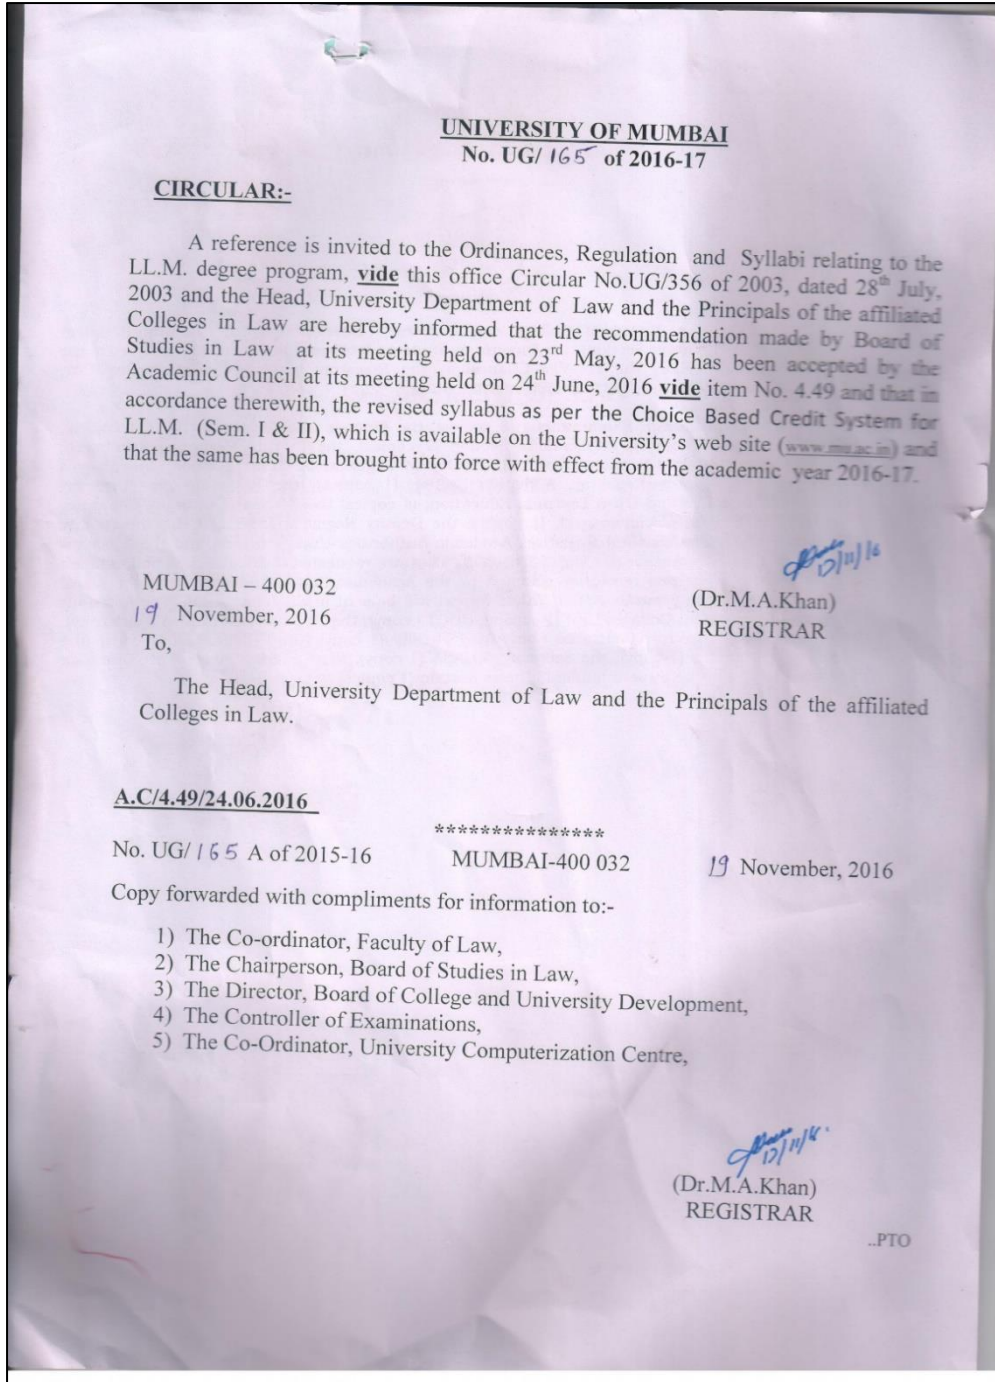 UNIVERSITY OF MUMBAI
No. UG/ 165 of 2016-17
CIRCULAR:-
A reference is invited to the Ordinances, Regulation and Syllabi relating to the
LL.M. degree program, vide this office Circular No.UG/356 of 2003, dated 28th July,
2003 and the Head, University Department of Law and the Principals of the affiliated
Colleges in Law are hereby informed that the recommendation made by Board of
Studies in Law at its meeting held on 23rd May, 2016 has been accepted by the
Academic Council at its meeting held on 24th June, 2016 vide item No. 4.49 and that in
accordance therewith, the revised syllabus as per the Choice Based Credit System for
LL.M. (Sem. I & II), which is available on the University's web site (www.mu.ac.in) and
that the same has been brought into force with effect from the academic year 2016-17.
17/11/16
MUMBAI – 400 032
(Dr.M.A.Khan)
19 November, 2016
REGISTRAR
To,
The Head, University Department of Law and the Principals of the affiliated
Colleges in Law.
A.C/4.49/24.06.2016
***************
No. UG/ 165 A of 2015-16 MUMBAI-400 032 19 November, 2016
Copy forwarded with compliments for information to:-
1) The Co-ordinator, Faculty of Law,
2) The Chairperson, Board of Studies in Law,
3) The Director, Board of College and University Development,
4) The Controller of Examinations,
5) The Co-Ordinator, University Computerization Centre,
17/11/16
(Dr.M.A.Khan)
REGISTRAR
..PTO